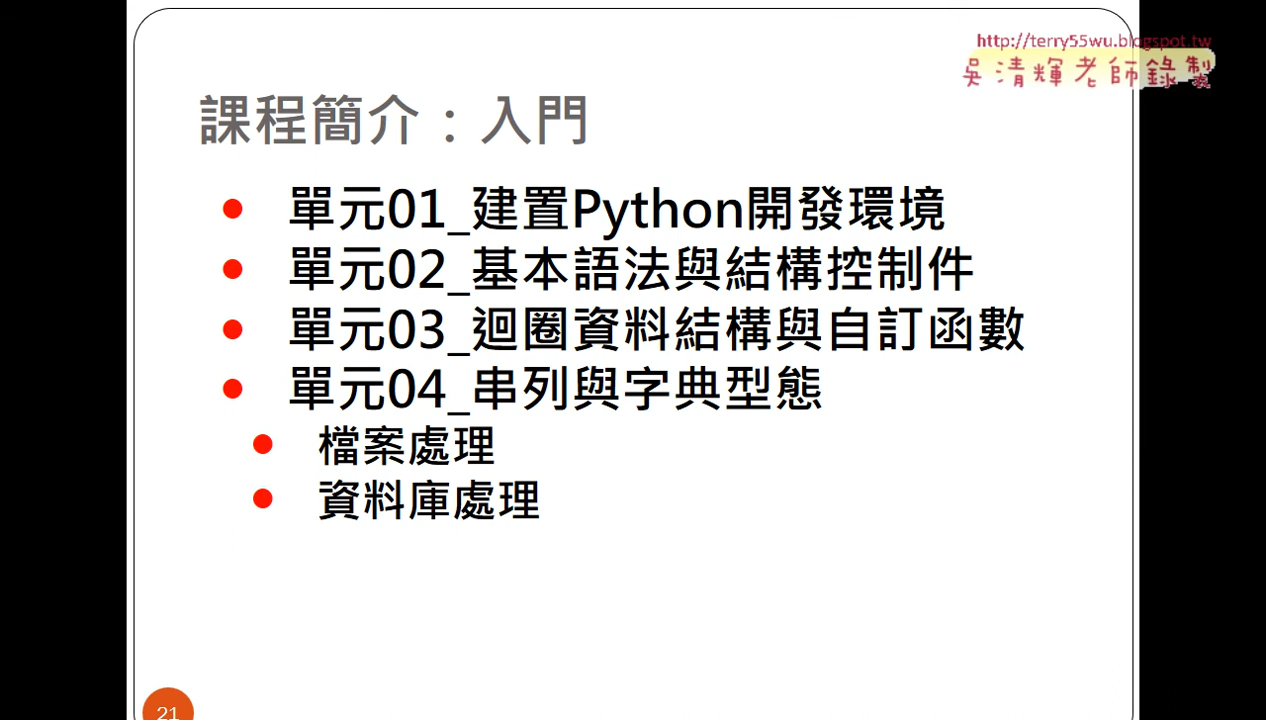 http://terry55wu.blogspot.tw
吳清輝老師錄製
課程簡介：入門
單元01_建置Python開發環境
單元02_基本語法與結構控制件
單元03_迴圈資料結構與自訂函數
單元04_串列與字典型態
檔案處理
資料庫處理
21